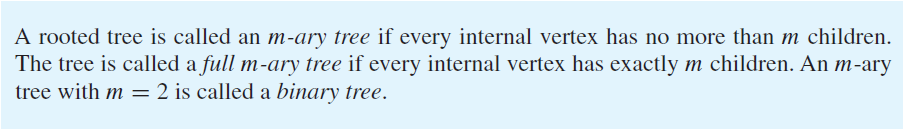 A rooted tree is called an m-ary tree if every internal vertex has no more than m children.
The tree is called a full m-ary tree if every internal vertex has exactly m children. An m-ary
tree with m = 2 is called a binary tree.